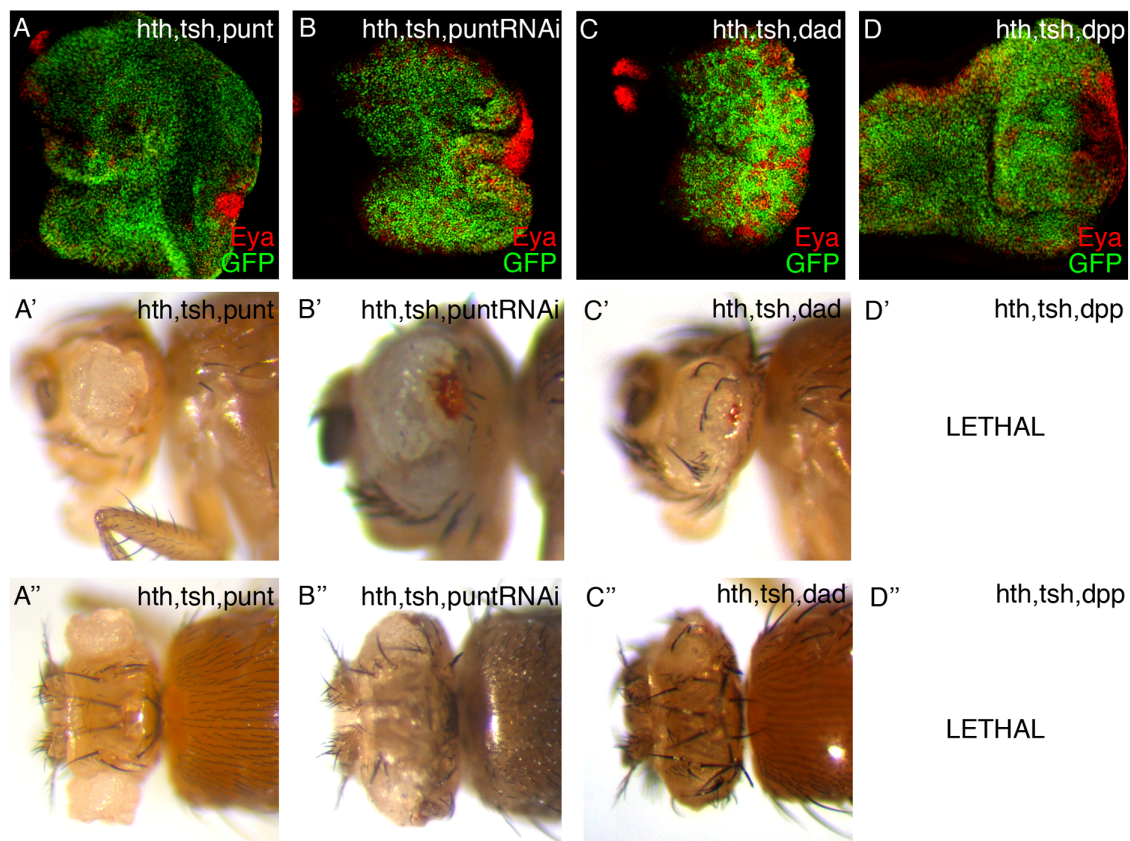 A hth,tsh,punt
Eya
GFP
B hth,tsh,puntRNAi
Eya
GFP
C hth,tsh,dad
Eya
GFP
D hth,tsh,dpp
Eya
GFP
A' hth,tsh,punt
B' hth,tsh,puntRNAi
C' hth,tsh,dad
D' hth,tsh,dpp
LETHAL
A'' hth,tsh,punt
B'' hth,tsh,puntRNAi
C'' hth,tsh,dad
D'' hth,tsh,dpp
LETHAL